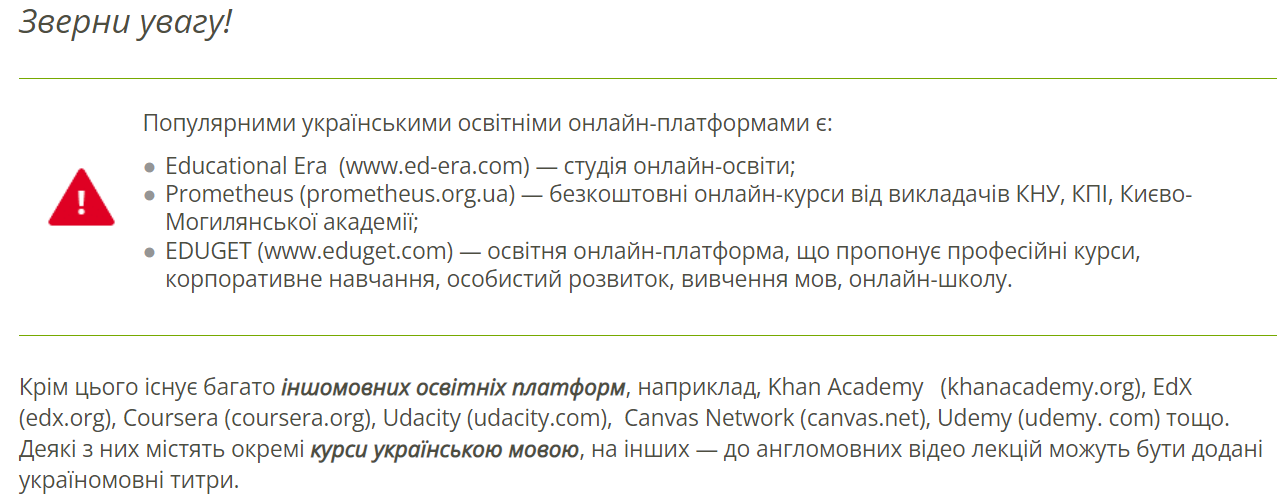 Зверни увагу!
Популярними українськими освітніми онлайн-платформами є:
● Educational Era (www.ed-era.com) — студія онлайн-освіти;
● Prometheus (prometheus.org.ua) — безкоштовні онлайн-курси від викладачів КНУ, КПІ, Києво-
Могилянської академії;
● EDUGET (www.eduget.com) — освітня онлайн-платформа, що пропонує професійні курси,
корпоративне навчання, особистий розвиток, вивчення мов, онлайн-школу.
Крім цього існує багато іншомовних освітніх платформ, наприклад, Khan Academy (khanacademy.org), EdX
(edx.org), Coursera (coursera.org), Udacity (udacity.com), Canvas Network (canvas.net), Udemy (udemy. com) тощо.
Деякі з них містять окремі курси українською мовою, на інших — до англомовних відео лекцій можуть бути додані
україномовні титри.